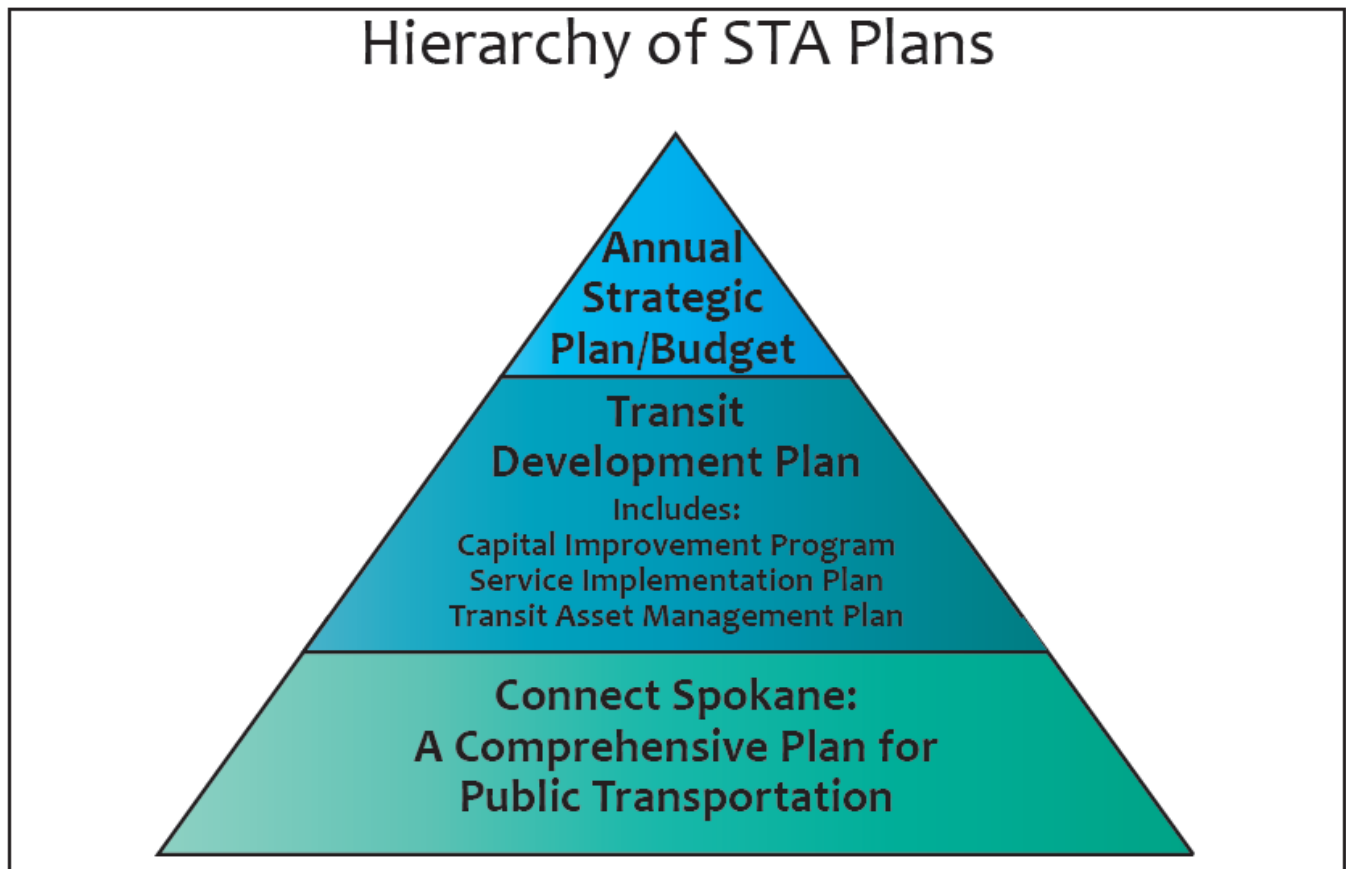 Hierarchy of STA Plans
Annual
Strategic
Plan/Budget
Transit
Development Plan
Includes:
Capital Improvement Program
Service Implementation Plan
Transit Asset Management Plan
Connect Spokane:
A Comprehensive Plan for
Public Transportation